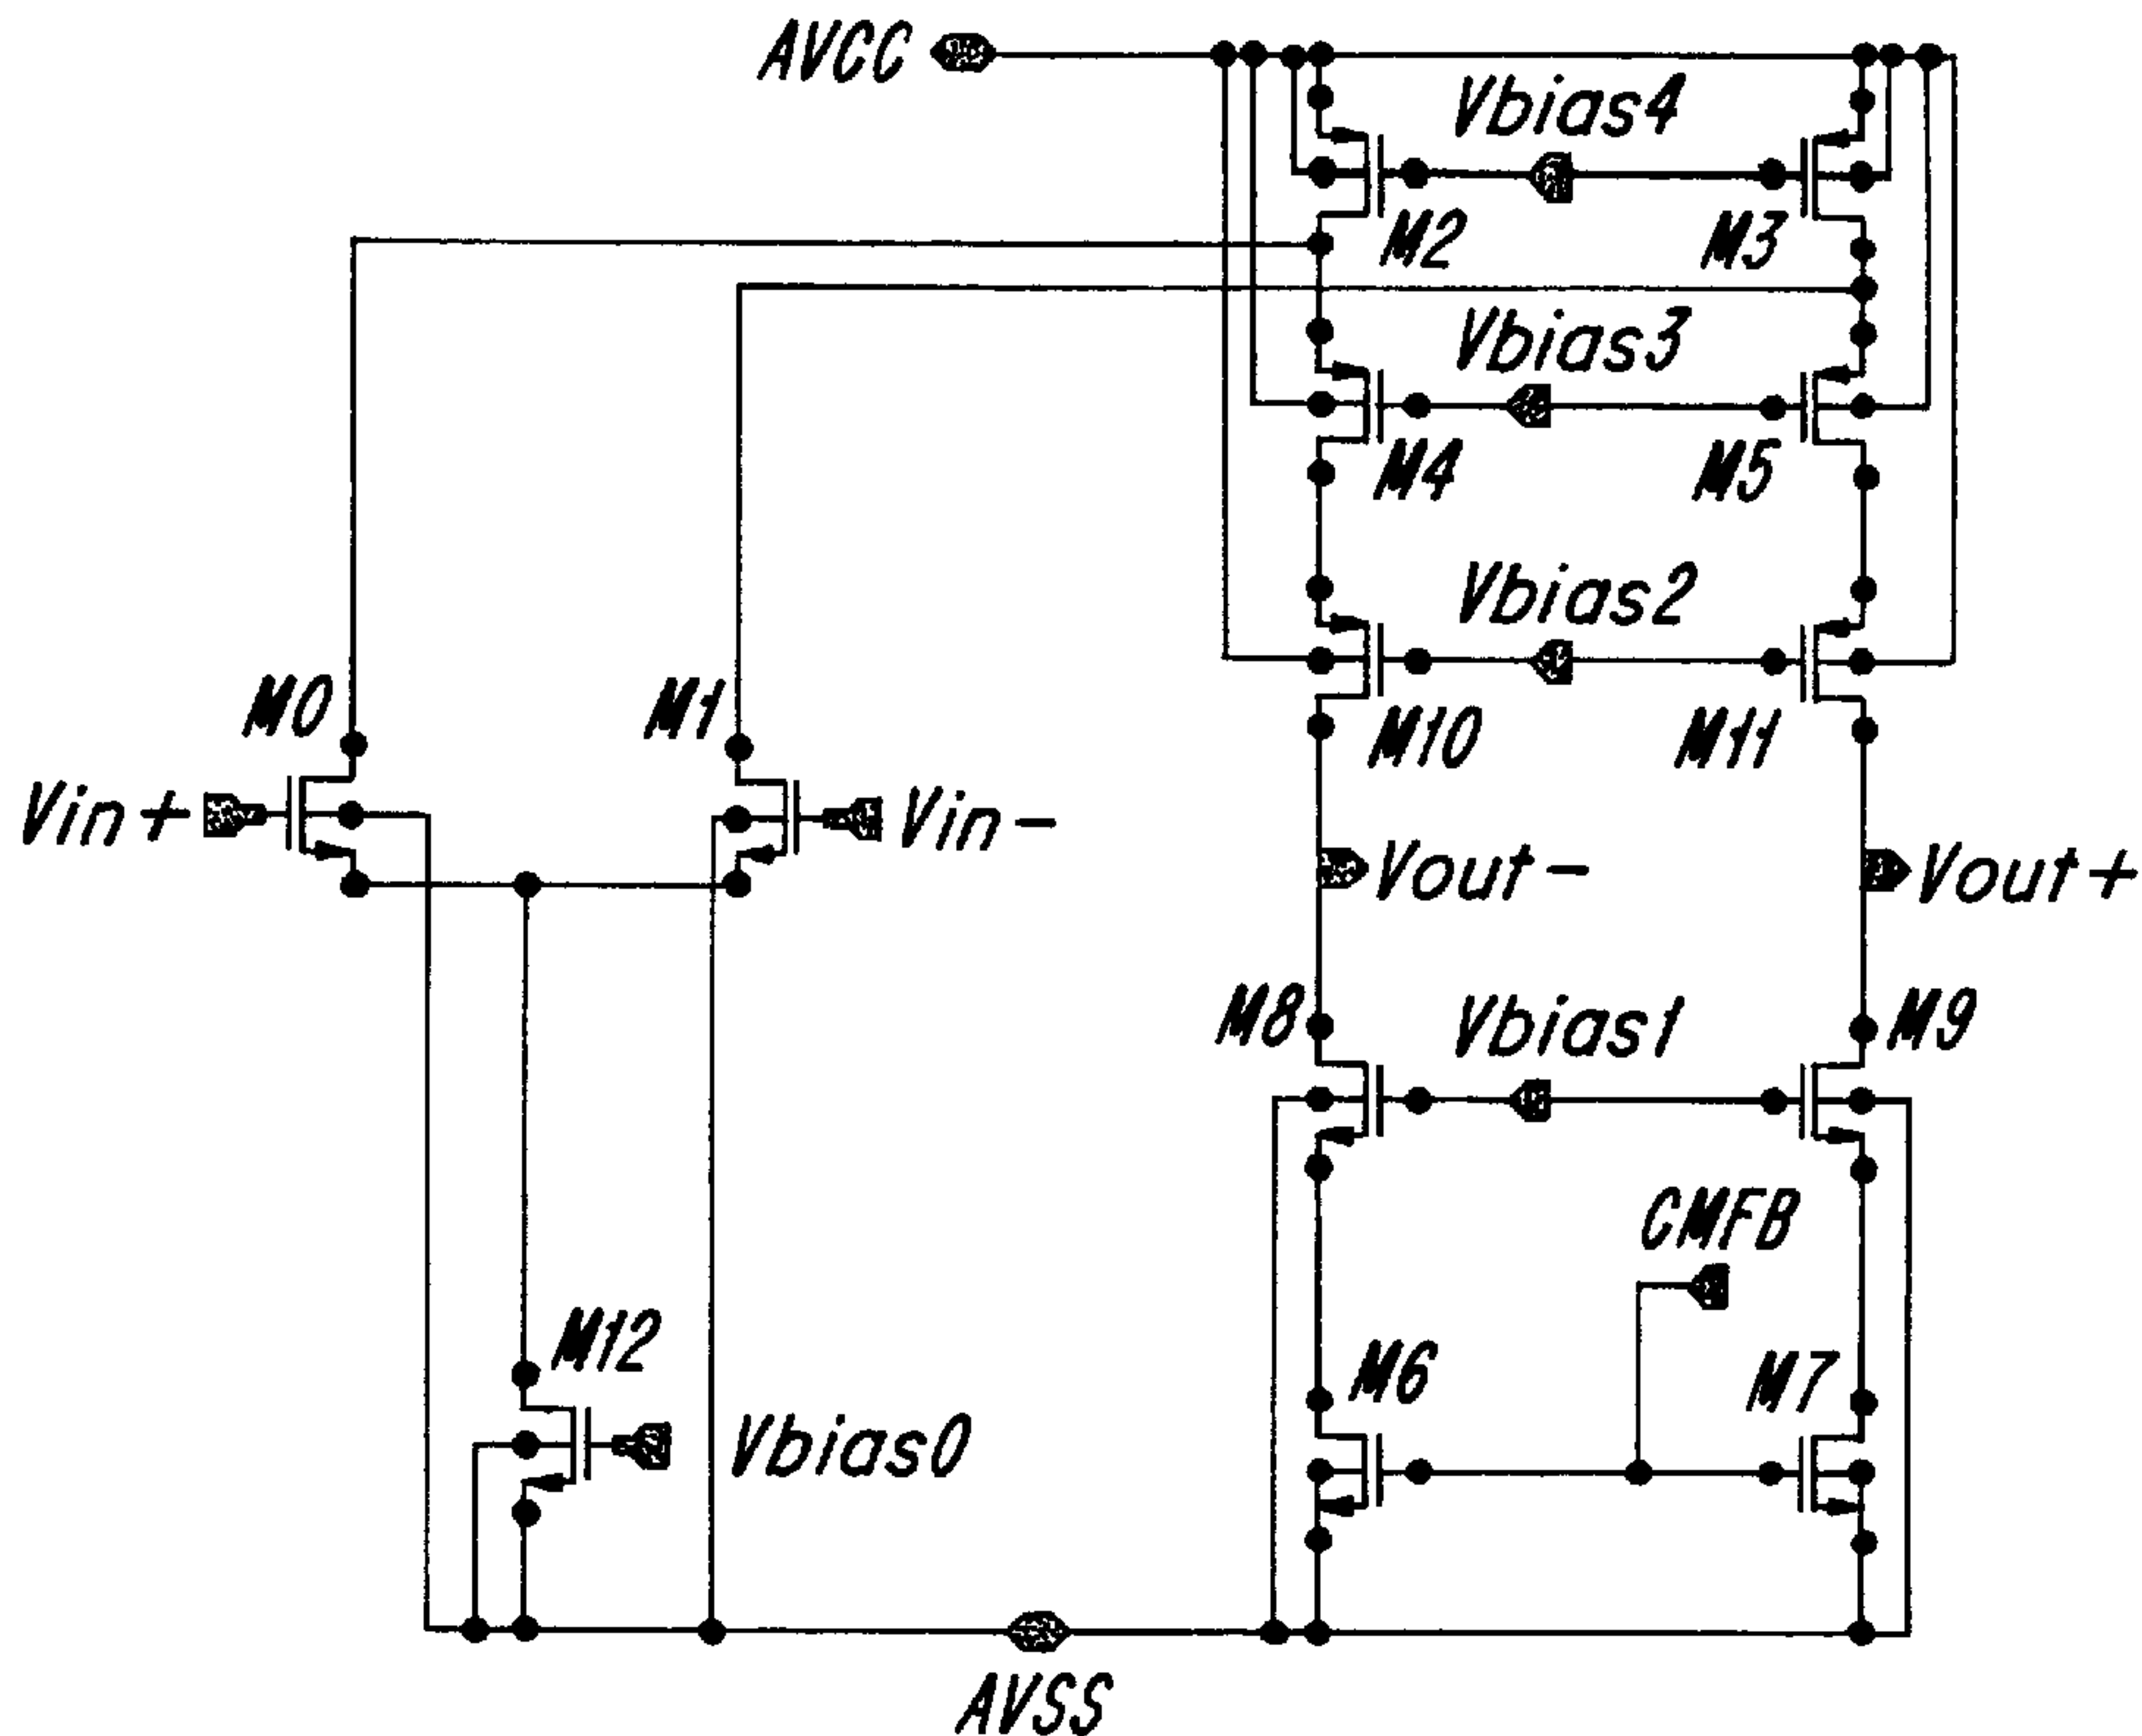 AVCC
Vbias4
M2
M3
Vbias3
M4
M5
Vbias2
M0
M1
M10
M11
Vin+
Vin-
Vout-
Vout+
M8
Vbias1
M9
CMFB
M12
M6
M7
Vbias0
AVSS